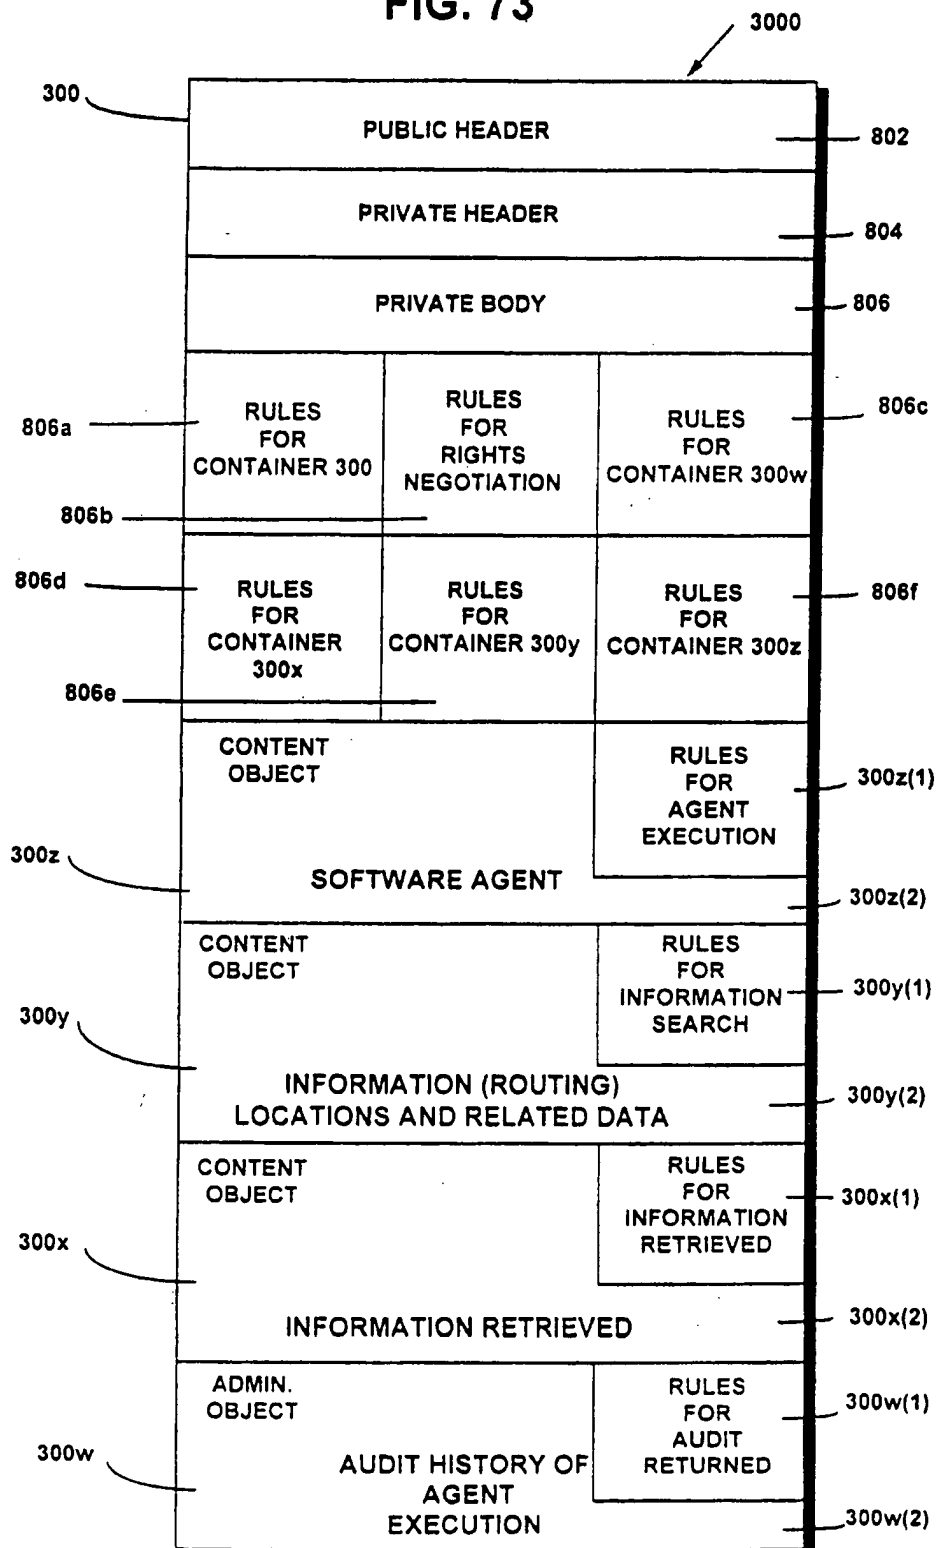 FIG. 73
3000
300
PUBLIC HEADER
802
PRIVATE HEADER
804
PRIVATE BODY
806
806a
RULES
FOR
CONTAINER 300
RULES
FOR
RIGHTS
NEGOTIATION
806b
RULES
FOR
CONTAINER 300w
806c
806d
RULES
FOR
CONTAINER
300x
RULES
FOR
CONTAINER 300y
806e
RULES
FOR
CONTAINER 300z
806f
CONTENT
OBJECT
RULES
FOR
AGENT
EXECUTION
300z(1)
300z
SOFTWARE AGENT
300z(2)
CONTENT
OBJECT
RULES
FOR
INFORMATION
SEARCH
300y(1)
300y
INFORMATION (ROUTING)
LOCATIONS AND RELATED DATA
300y(2)
CONTENT
OBJECT
RULES
FOR
INFORMATION
RETRIEVED
300x(1)
300x
INFORMATION RETRIEVED
300x(2)
ADMIN.
OBJECT
RULES
FOR
AUDIT
RETURNED
300w(1)
300w
AUDIT HISTORY OF
AGENT
EXECUTION
300w(2)